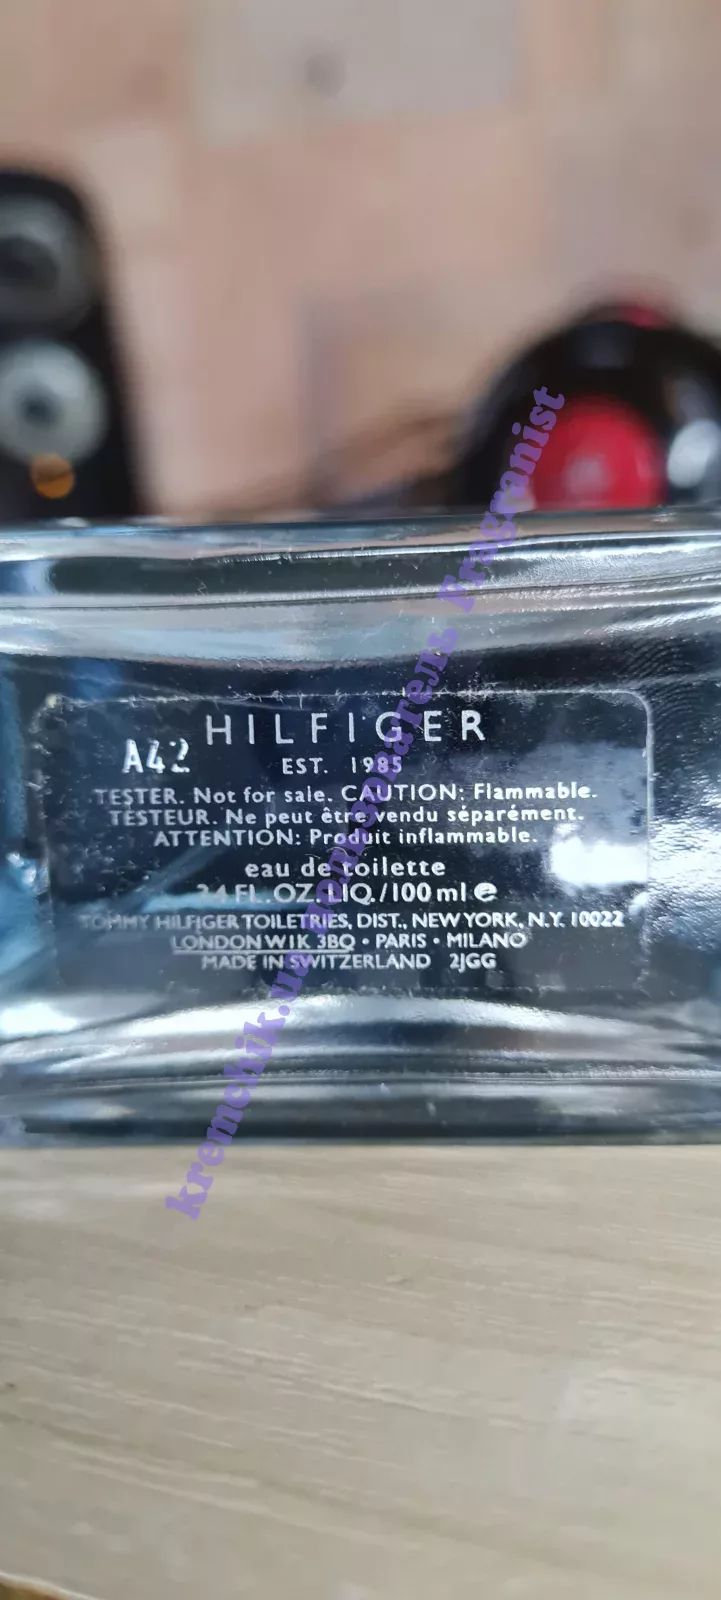 HILFIGER
A42
EST. 1985
TESTER. Not for sale. CAUTION: Flammable.
TESTEUR. Ne peut être vendu séparément.
ATTENTION: Produit inflammable.
eau de toilette
3.4 FL.OZ. LIQ./100 ml e
TOMMY HILFIGER TOILETRIES, DIST., NEW YORK, N.Y. 10022
LONDON W1K 3BQ • PARIS • MILANO
MADE IN SWITZERLAND 2JGG
kremchik.ua Пользователь Fragranist